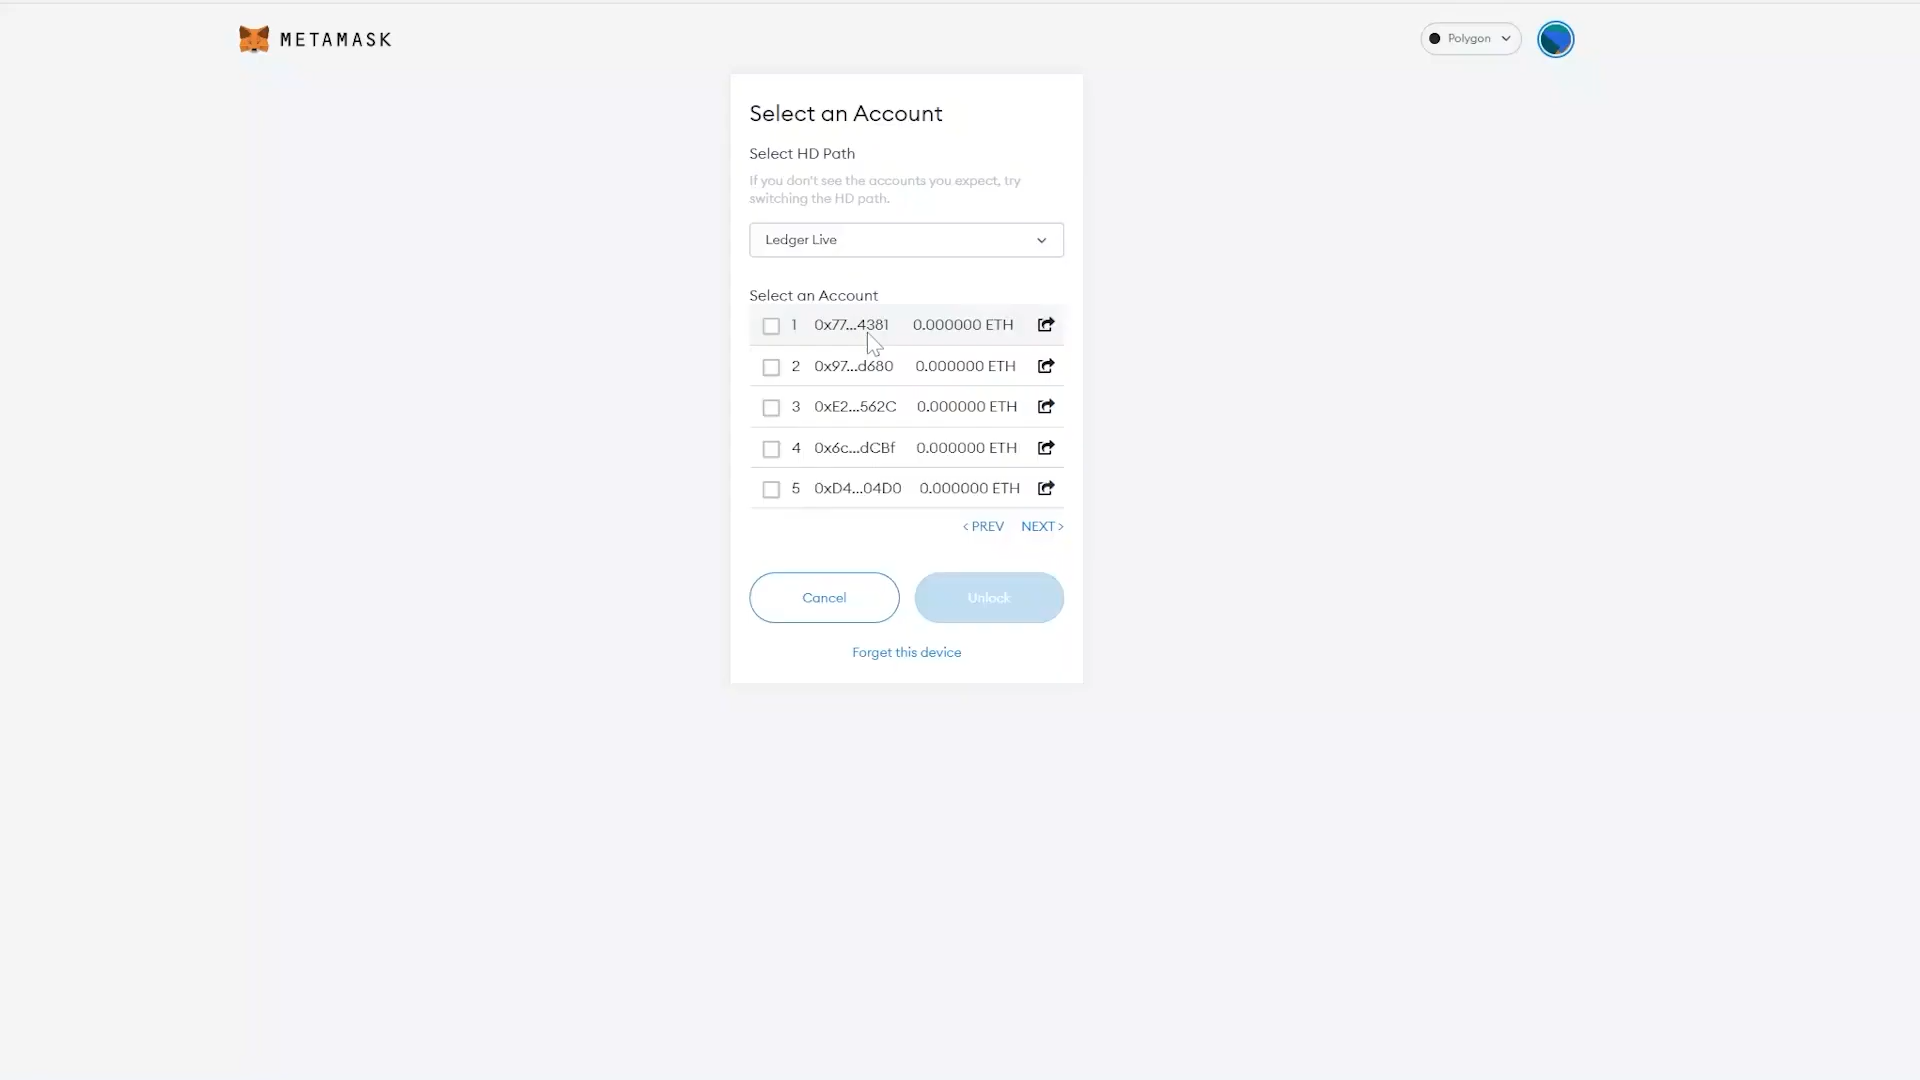 METAMASK
Polygon
Select an Account
Select HD Path
If you don't see the accounts you expect, try
switching the HD path.
Ledger Live
Select an Account
1 0x77...4381 0.000000 ETH
2 0x97...d680 0.000000 ETH
3 0xE2...562C 0.000000 ETH
4 0x6c...dCBf 0.000000 ETH
5 0xD4...04D0 0.000000 ETH
< PREV NEXT >
Cancel Unlock
Forget this device